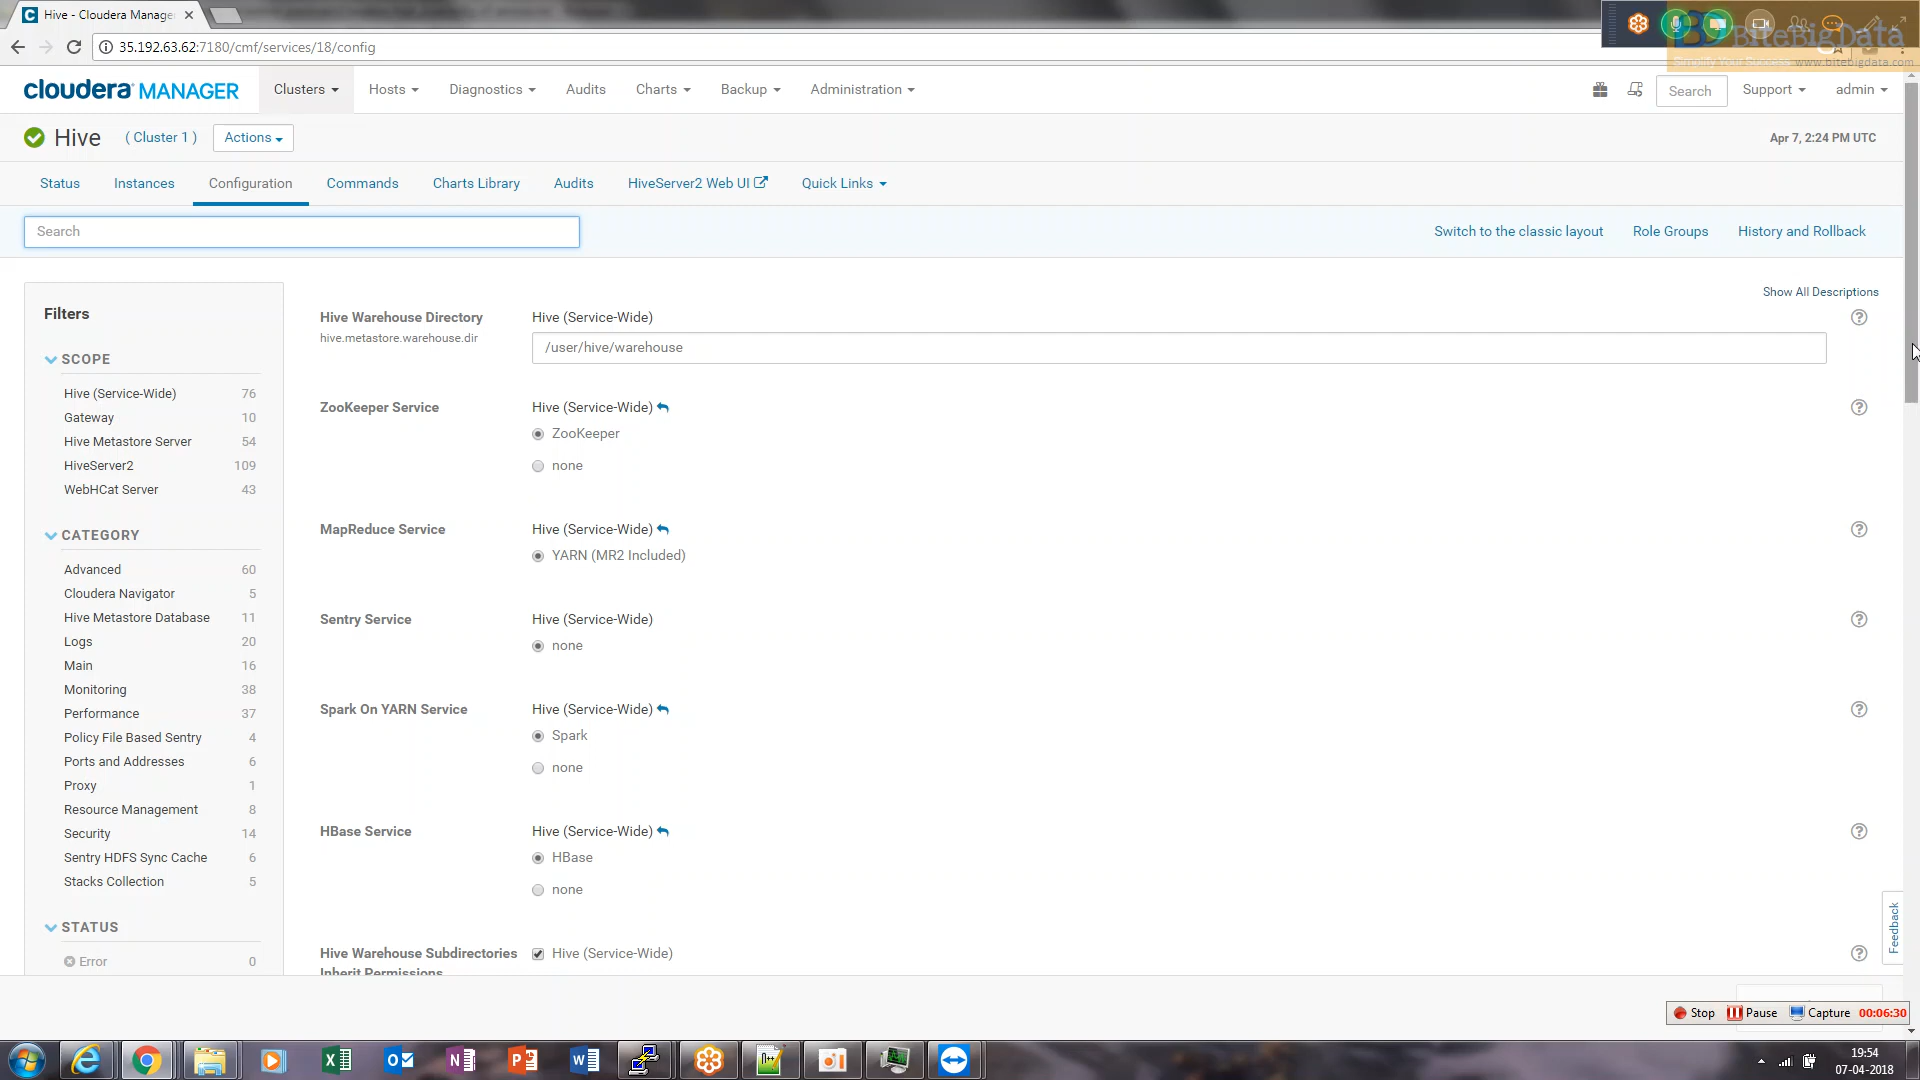 Hive - Cloudera Manage
35.192.63.62:7180/cmf/services/18/config
BiteBigData
Simplify Your Success www.bitebigdata.com
cloudera MANAGER Clusters Hosts Diagnostics Audits Charts Backup Administration Search Support admin
Hive ( Cluster 1 ) Actions Apr 7, 2:24 PM UTC
Status Instances Configuration Commands Charts Library Audits HiveServer2 Web UI Quick Links
Search Switch to the classic layout Role Groups History and Rollback
Show All Descriptions
Filters
SCOPE
Hive (Service-Wide) 76
Gateway 10
Hive Metastore Server 54
HiveServer2 109
WebHCat Server 43
CATEGORY
Advanced 60
Cloudera Navigator 5
Hive Metastore Database 11
Logs 20
Main 16
Monitoring 38
Performance 37
Policy File Based Sentry 4
Ports and Addresses 6
Proxy 1
Resource Management 8
Security 14
Sentry HDFS Sync Cache 6
Stacks Collection 5
STATUS
Error 0
Hive Warehouse Directory Hive (Service-Wide)
hive.metastore.warehouse.dir
/user/hive/warehouse
ZooKeeper Service Hive (Service-Wide)
ZooKeeper
none
MapReduce Service Hive (Service-Wide)
YARN (MR2 Included)
Sentry Service Hive (Service-Wide)
none
Spark On YARN Service Hive (Service-Wide)
Spark
none
HBase Service Hive (Service-Wide)
HBase
none
Hive Warehouse Subdirectories Hive (Service-Wide)
Inherit Permissions
Feedback
Stop Pause Capture 00:06:30
19:54
07-04-2018